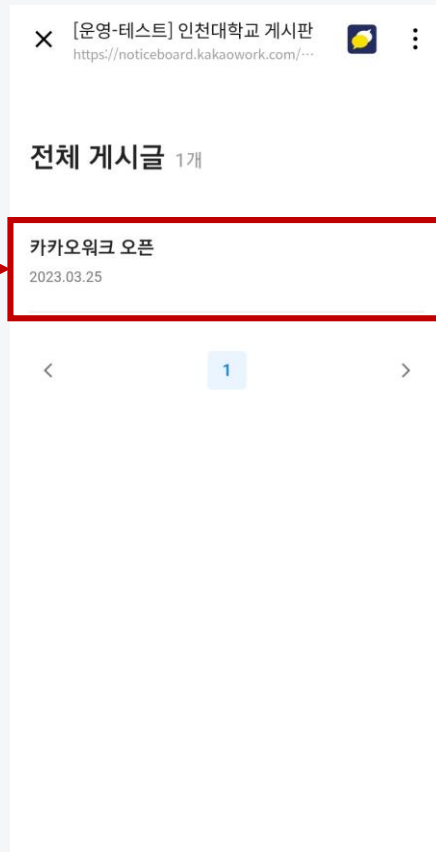 [운영-테스트] 인천대학교 게시판
https://noticeboard.kakaowork.com/···
전체 게시글 1개
카카오워크 오픈
2023.03.25
1